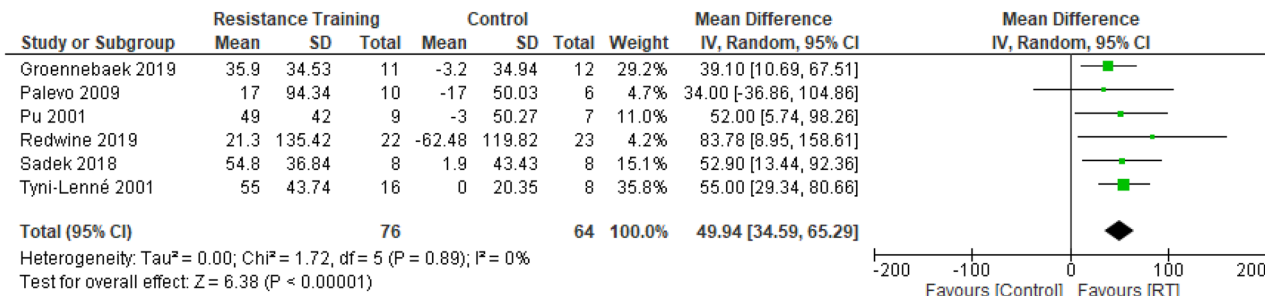 Resistance Training Control Mean Difference Mean Difference
Study or Subgroup Mean SD Total Mean SD Total Weight IV, Random, 95% CI IV, Random, 95% CI
Groennebaek 2019 35.9 34.53 11 -3.2 34.94 12 29.2% 39.10 [10.69, 67.51]
Palevo 2009 17 94.34 10 -17 50.03 6 4.7% 34.00 [-36.86, 104.86]
Pu 2001 49 42 9 -3 50.27 7 11.0% 52.00 [5.74, 98.26]
Redwine 2019 21.3 135.42 22 -62.48 119.82 23 4.2% 83.78 [8.95, 158.61]
Sadek 2018 54.8 36.84 8 1.9 43.43 8 15.1% 52.90 [13.44, 92.36]
Tyni-Lenné 2001 55 43.74 16 0 20.35 8 35.8% 55.00 [29.34, 80.66]
Total (95% CI) 76 64 100.0% 49.94 [34.59, 65.29]
Heterogeneity: Tau² = 0.00; Chi² = 1.72, df = 5 (P = 0.89); I² = 0%
Test for overall effect: Z = 6.38 (P < 0.00001)
-200 -100 0 100 200
Favours [Control] Favours [RT]